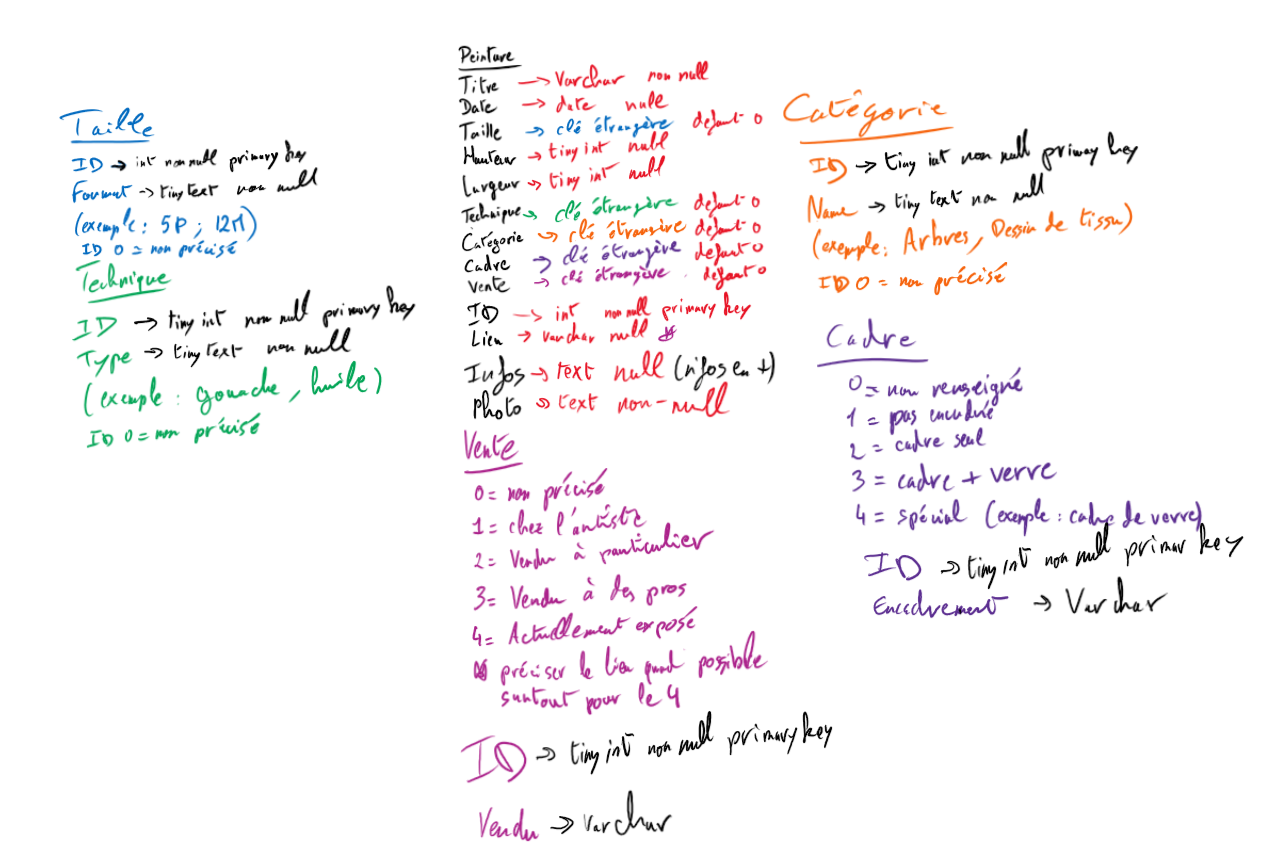 Taille
ID → int non null primary key
Format → tinytext non null
(exemple : 5P ; 12M)
ID 0 = non précisé
Technique
ID → tiny int non null primary key
Type → tinytext non null
(exemple : gouache, huile)
ID 0 = non précisé
Peinture
Titre → Varchar non null
Date → date null
Taille → clé étrangère défaut 0
Hauteur → tiny int null
Largeur → tiny int null
Technique → clé étrangère défaut 0
Catégorie → clé étrangère défaut 0
Cadre → clé étrangère défaut 0
Vente → clé étrangère défaut 0
ID → int non null primary key
Lieu → varchar null
Infos → text null (infos en +)
Photo → text non-null
Vente
0 = non précisé
1 = chez l'artiste
2 = Vendu à particulier
3 = Vendu à des pros
4 = Actuellement exposé
préciser le lieu quand possible
surtout pour le 4
ID → tiny int non null primary key
Vendu → varchar
Catégorie
ID → tiny int non null primary key
Name → tiny text non null
(exemple : Arbres, Dessin de tissu)
ID 0 = non précisé
Cadre
0 = non renseigné
1 = pas encadré
2 = cadre seul
3 = cadre + verre
4 = spécial (exemple : cadre de verre)
ID → tiny int non null primar key
Encadrement → Varchar